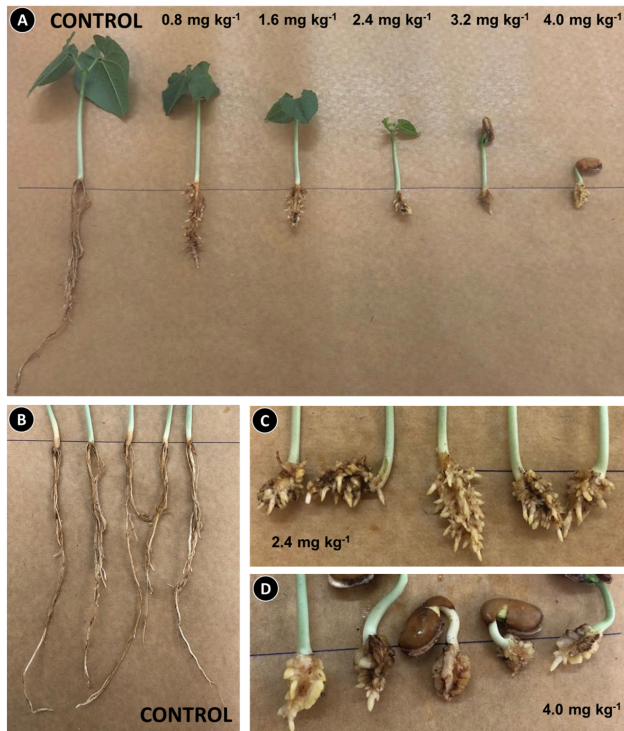 A
CONTROL
0.8 mg kg⁻¹
1.6 mg kg⁻¹
2.4 mg kg⁻¹
3.2 mg kg⁻¹
4.0 mg kg⁻¹
B
CONTROL
C
2.4 mg kg⁻¹
D
4.0 mg kg⁻¹